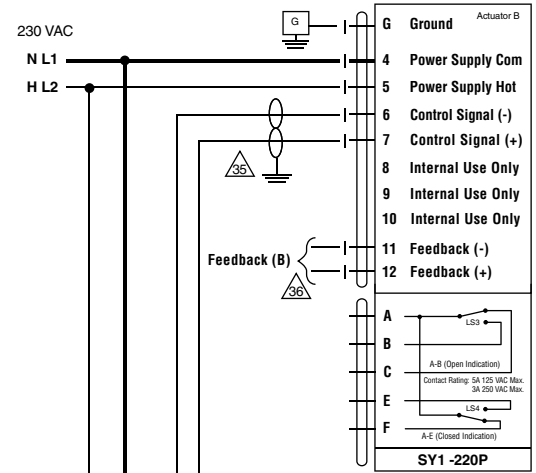 G
G Ground
Actuator B
230 VAC
N L1
4 Power Supply Com
H L2
5 Power Supply Hot
6 Control Signal (-)
7 Control Signal (+)
35
8 Internal Use Only
9 Internal Use Only
10 Internal Use Only
Feedback (B)
11 Feedback (-)
12 Feedback (+)
36
A
LS3
B
A-B (Open Indication)
C
Contact Rating: 5A 125 VAC Max.
3A 250 VAC Max.
E
LS4
F
A-E (Closed Indication)
SY1 -220P